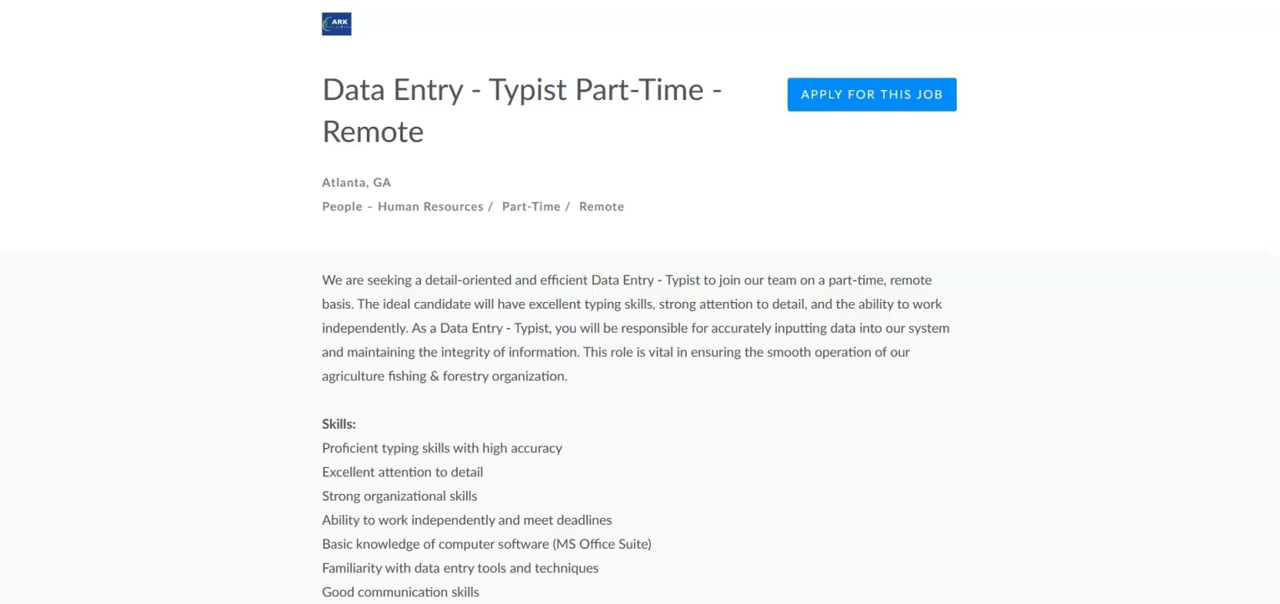 ARK
Data Entry - Typist Part-Time -
Remote
APPLY FOR THIS JOB
Atlanta, GA
People – Human Resources / Part-Time / Remote
We are seeking a detail-oriented and efficient Data Entry - Typist to join our team on a part-time, remote
basis. The ideal candidate will have excellent typing skills, strong attention to detail, and the ability to work
independently. As a Data Entry - Typist, you will be responsible for accurately inputting data into our system
and maintaining the integrity of information. This role is vital in ensuring the smooth operation of our
agriculture fishing & forestry organization.
Skills:
Proficient typing skills with high accuracy
Excellent attention to detail
Strong organizational skills
Ability to work independently and meet deadlines
Basic knowledge of computer software (MS Office Suite)
Familiarity with data entry tools and techniques
Good communication skills